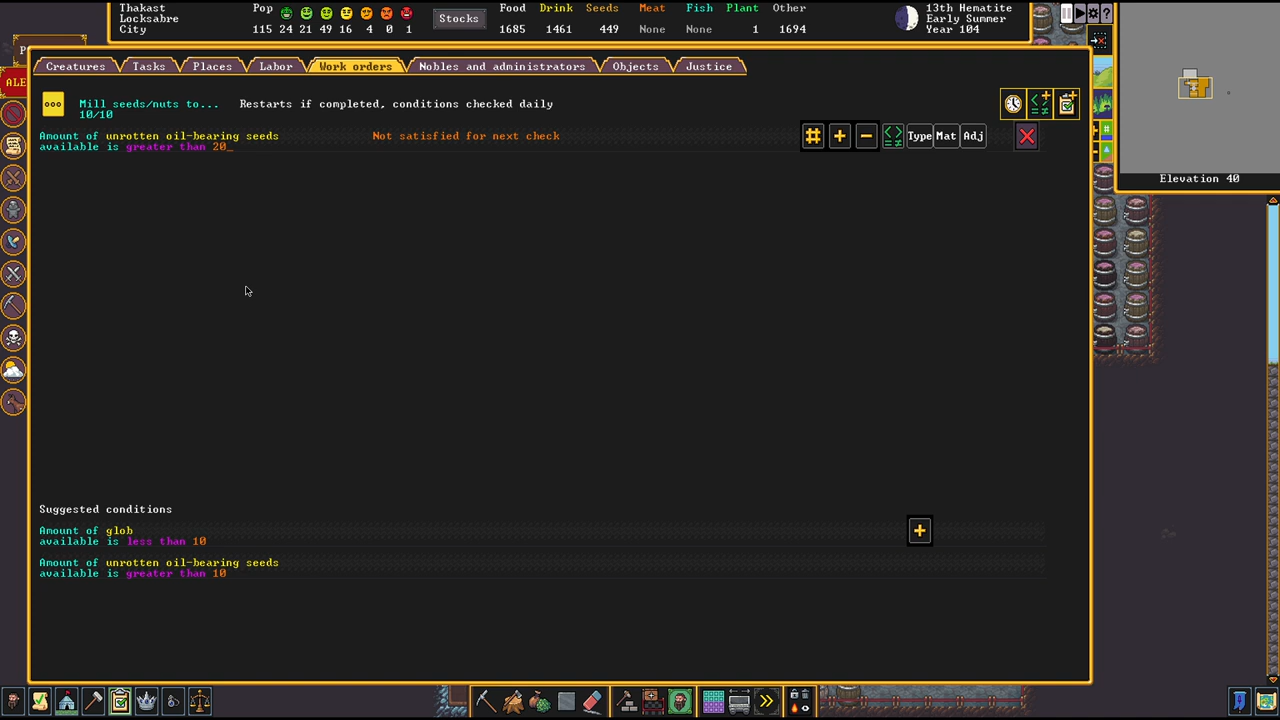 Thakast
Locksabre
City
Pop
115 24 21 49 16 4 0 1
Stocks
Food Drink Seeds Meat Fish Plant Other
1685 1461 449 None None 1 1694
13th Hematite
Early Summer
Year 104
?
P
ALE
Creatures Tasks Places Labor Work orders Nobles and administrators Objects Justice
Mill seeds/nuts to... Restarts if completed, conditions checked daily
10/10
Amount of unrotten oil-bearing seeds Not satisfied for next check
available is greater than 20_
Type Mat Adj
Elevation 40
Suggested conditions
Amount of glob
available is less than 10
Amount of unrotten oil-bearing seeds
available is greater than 10